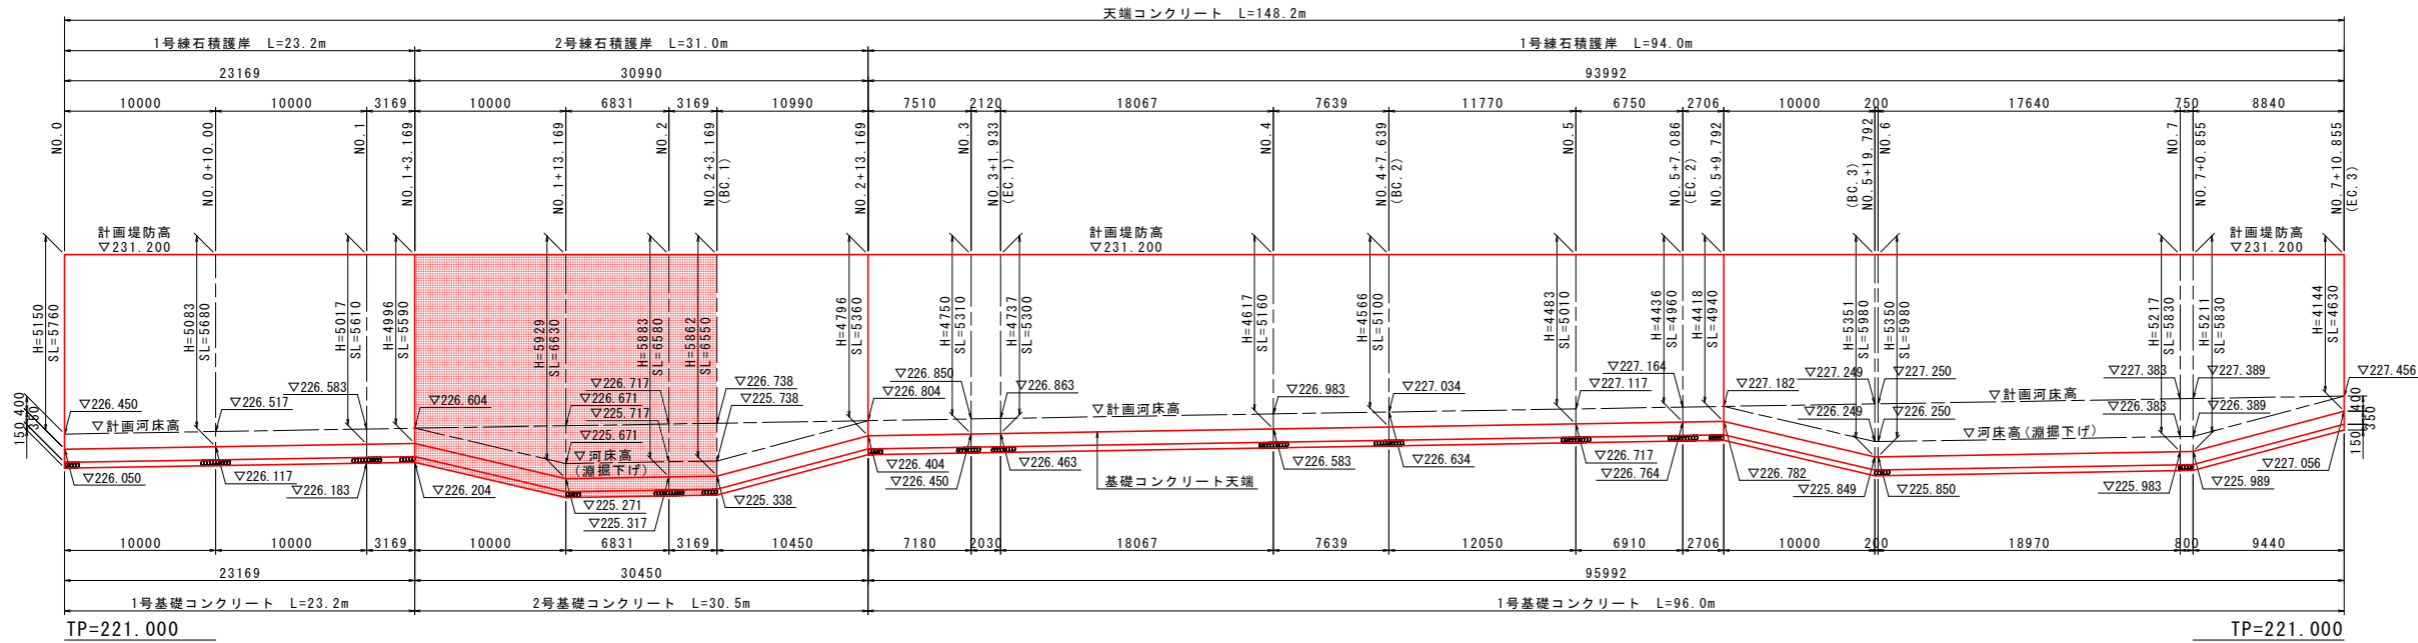 天端コンクリート L=148.2m
1号練石積護岸 L=23.2m
2号練石積護岸 L=31.0m
1号練石積護岸 L=94.0m
23169
30990
93992
10000
10000
3169
10000
6831
3169
10990
7510
2120
18067
7639
11770
6750
2706
10000
200
17640
750
8840
NO.0
NO.0+10.00
NO.1
NO.1+3.169
NO.1+13.169
NO.2
NO.2+3.169
(BC.1)
NO.2+13.169
NO.3
NO.3+1.933
(EC.1)
NO.4
NO.4+7.639
(BC.2)
NO.5
NO.5+7.086
(EC.2)
NO.5+9.792
(BC.3)
NO.5+19.792
NO.6
NO.7
NO.7+0.855
NO.7+10.855
(EC.3)
計画堤防高
▽231.200
計画堤防高
▽231.200
計画堤防高
▽231.200
H=5150
SL=5760
H=5083
SL=5680
H=5017
SL=5610
H=4996
SL=5590
H=5929
SL=6630
H=5883
SL=6580
H=5862
SL=6550
H=4796
SL=5360
H=4750
SL=5310
H=4737
SL=5300
H=4617
SL=5160
H=4566
SL=5100
H=4483
SL=5010
H=4436
SL=4960
H=4418
SL=4940
H=5351
SL=5980
H=5350
SL=5980
H=5217
SL=5830
H=5211
SL=5830
H=4144
SL=4630
400
350
150
▽226.450
▽226.517
▽226.583
▽226.604
▽226.717
▽226.671
▽225.717
▽225.671
▽226.738
▽225.738
▽226.850
▽226.804
▽226.863
▽226.983
▽227.034
▽227.117
▽227.164
▽227.182
▽227.249
▽227.250
▽226.249
▽226.250
▽227.383
▽227.389
▽226.383
▽226.389
▽227.456
▽計画河床高
▽計画河床高
▽計画河床高
▽河床高
(淵掘下げ)
▽河床高(淵掘下げ)
基礎コンクリート天端
400
350
150
▽226.050
▽226.117
▽226.183
▽226.204
▽225.271
▽225.317
▽225.338
▽226.404
▽226.450
▽226.463
▽226.583
▽226.634
▽226.717
▽226.764
▽226.782
▽225.849
▽225.850
▽225.983
▽225.989
▽227.056
10000
10000
3169
10000
6831
3169
10450
7180
2030
18067
7639
12050
6910
2706
10000
200
18970
800
9440
23169
30450
95992
1号基礎コンクリート L=23.2m
2号基礎コンクリート L=30.5m
1号基礎コンクリート L=96.0m
TP=221.000
TP=221.000